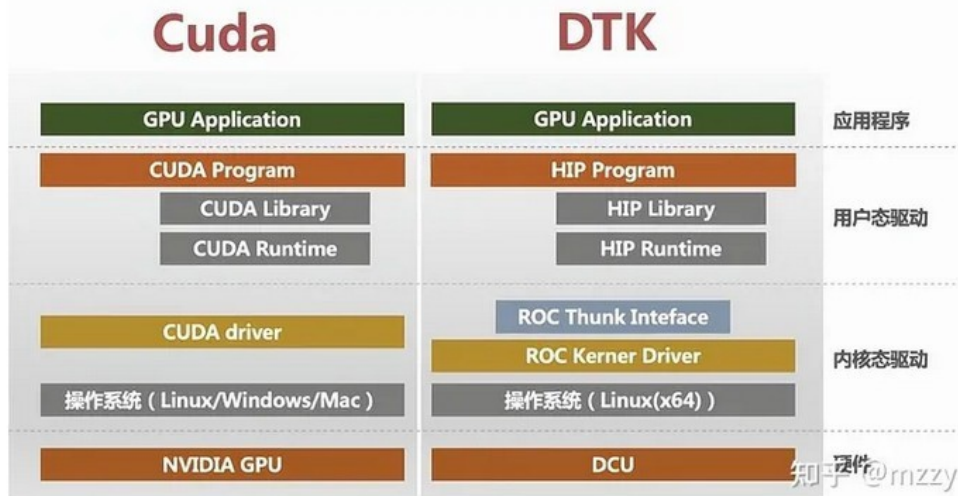 Cuda
DTK
GPU Application
GPU Application
应用程序
CUDA Program
HIP Program
CUDA Library
HIP Library
用户态驱动
CUDA Runtime
HIP Runtime
ROC Thunk Inteface
CUDA driver
ROC Kerner Driver
内核态驱动
操作系统（Linux/Windows/Mac）
操作系统（Linux(x64)）
NVIDIA GPU
DCU
硬件
知乎 @mzzy